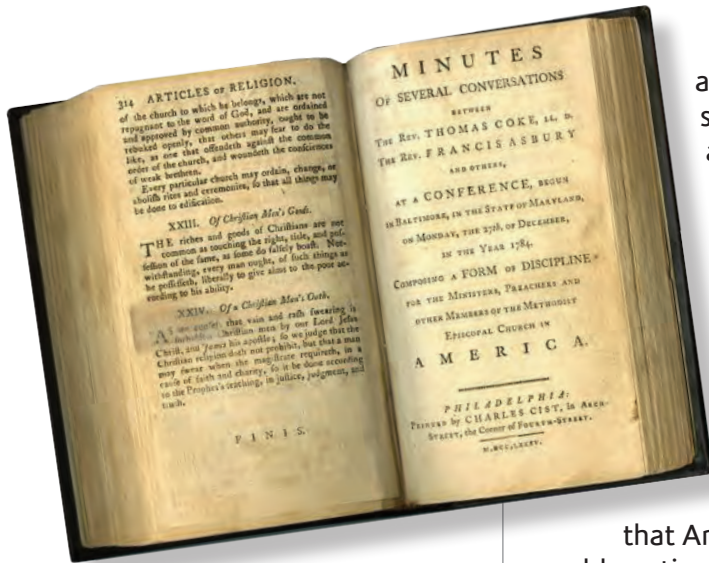 314 ARTICLES OF RELIGION.
of the church to which he belongs, which are not
repugnant to the word of God, and are ordained
and approved by common authority, ought to be
rebuked openly, that others may fear to do the
like, as one that offendeth against the common
order of the church, and woundeth the consciences
of weak brethren.
Every particular church may ordain, change, or
abolish rites and ceremonies, so that all things may
be done to edification.
XXIII. Of Christian Men's Goods.
THE riches and goods of Christians are not
common as touching the right, title, and pos-
session of the same, as some do falsely boast. Not-
withstanding, every man ought, of such things as
he possesseth, liberally to give alms to the poor ac-
cording to his ability.
XXIV. Of a Christian Man's Oath.
AS we confess that vain and rash swearing is
Christian men by our Lord Jesus
Christ, and James his apostle; so we judge that the
Christian religion doth not prohibit, but that a man
may swear when the magistrate requireth, in a
cause of faith and charity, so it be done according
to the Prophet's teaching, in justice, judgment, and
truth.
FINIS.
MINUTES
OF SEVERAL CONVERSATIONS
BETWEEN
THE REV. THOMAS COKE, LL. D.
THE REV. FRANCIS ASBURY
AND OTHERS,
AT A CONFERENCE, BEGUN
IN BALTIMORE, IN THE STATE OF MARYLAND,
ON MONDAY, THE 27th. OF DECEMBER,
IN THE YEAR 1784.
COMPOSING A FORM OF DISCIPLINE
FOR THE MINISTERS, PREACHERS AND
OTHER MEMBERS OF THE METHODIST
EPISCOPAL CHURCH IN
AMERICA.
PHILADELPHIA:
PRINTED by CHARLES CIST, in ARCH-
STREET, the Corner of FOURTH-STREET.
M,DCC,LXXXV.
that